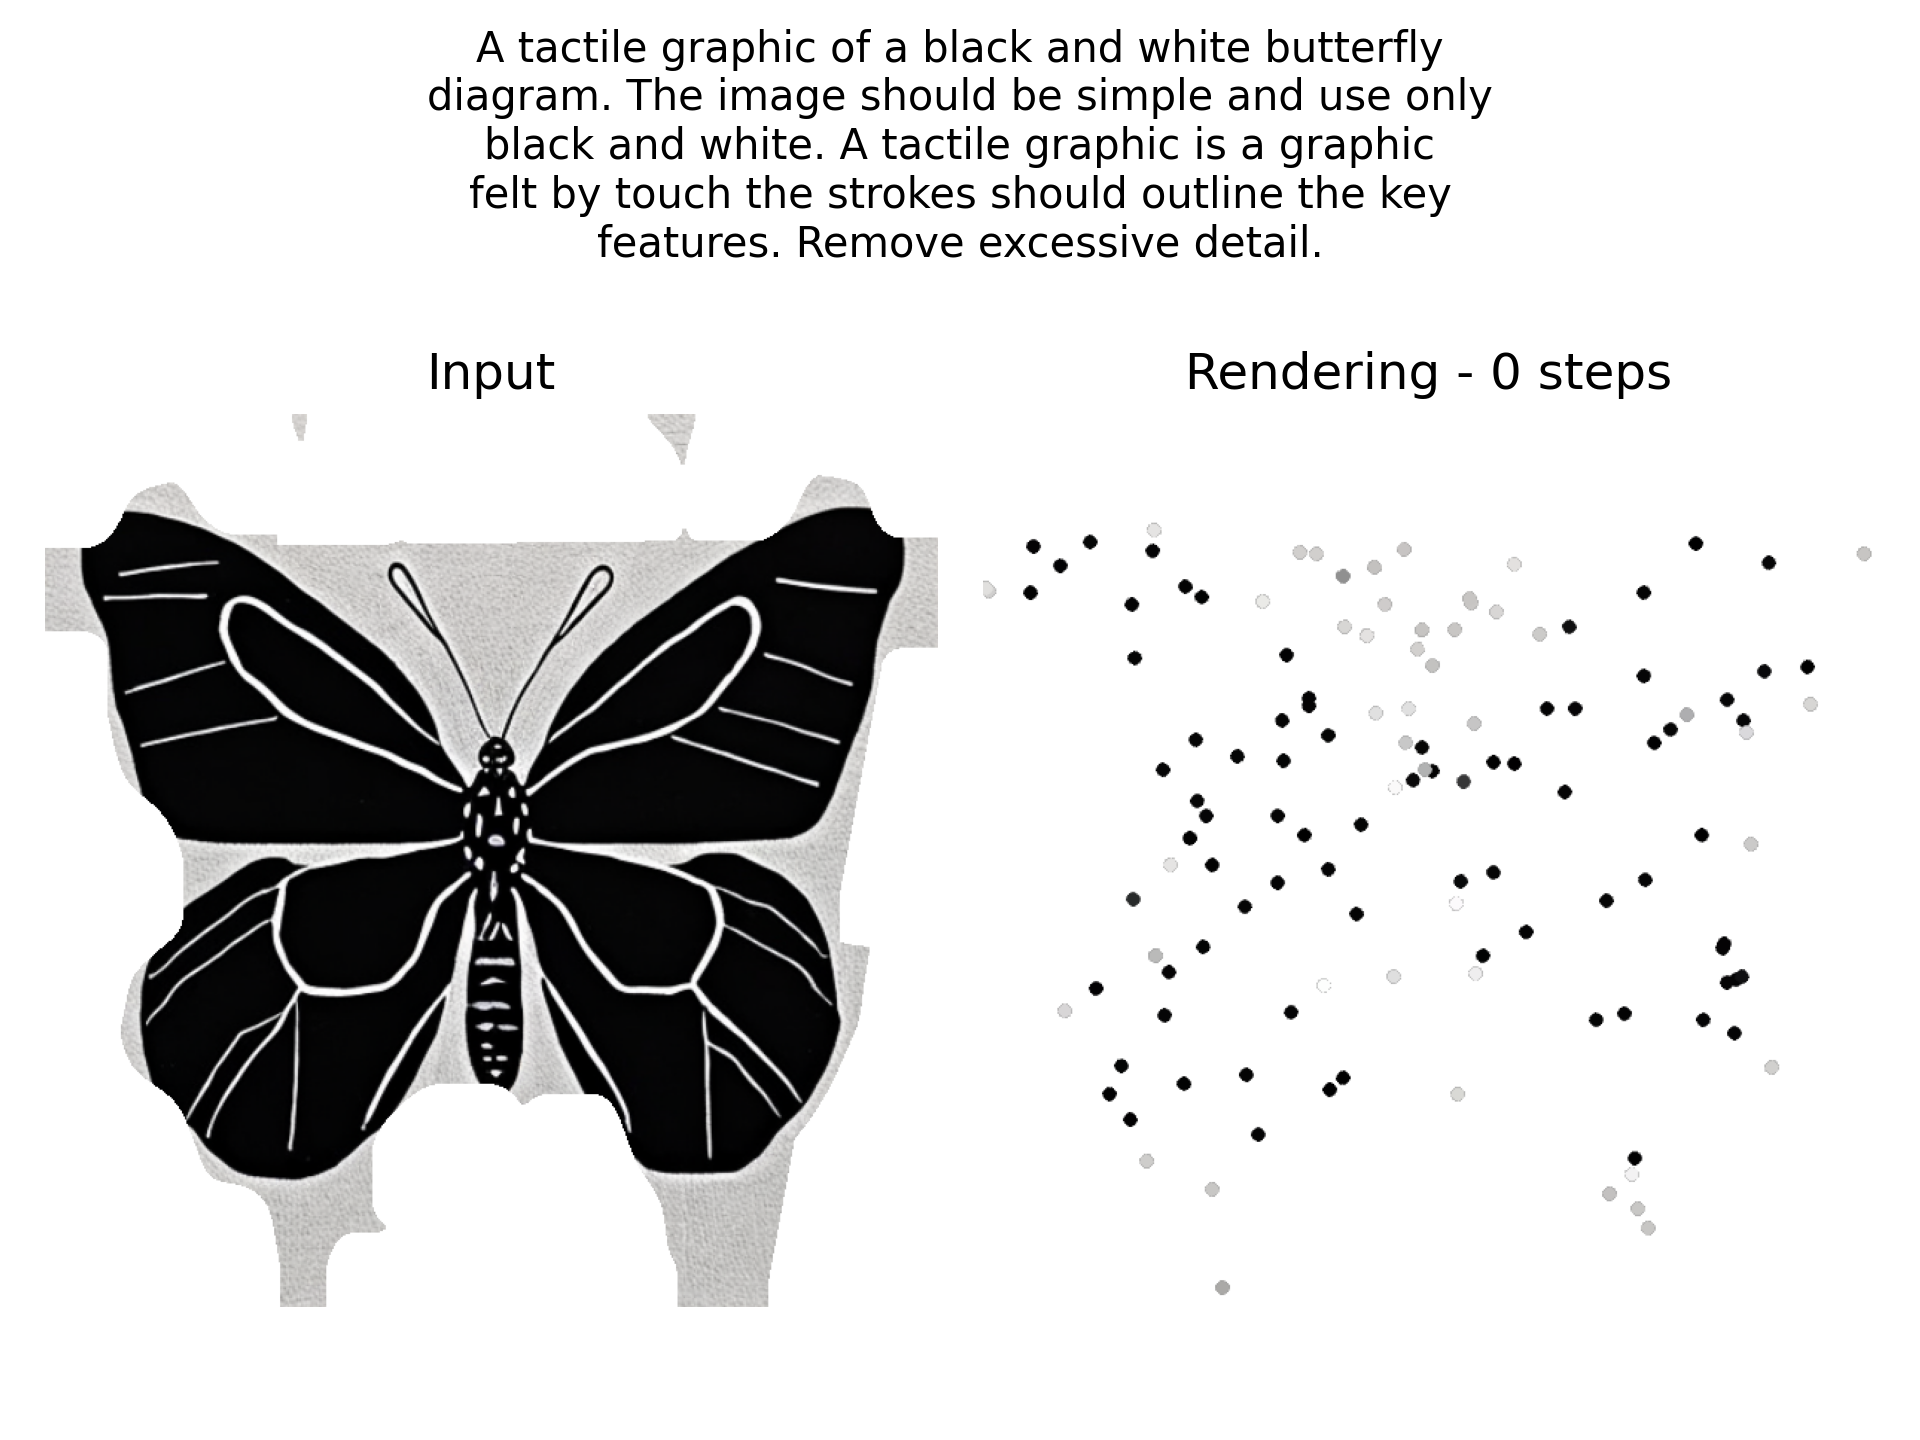 A tactile graphic of a black and white butterfly
diagram. The image should be simple and use only
black and white. A tactile graphic is a graphic
felt by touch the strokes should outline the key
features. Remove excessive detail.
Input
Rendering - 0 steps